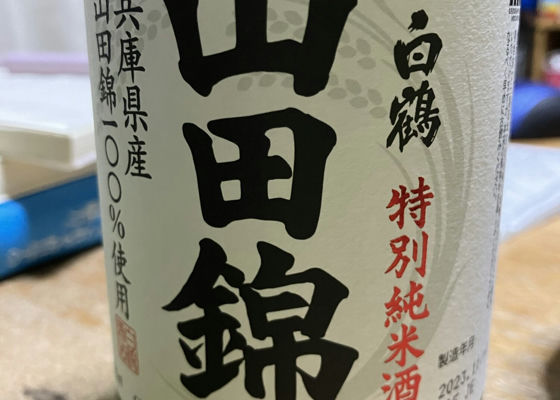 白鶴
特別純米酒
山田錦
兵庫県産
山田錦一〇〇%使用
製造年月